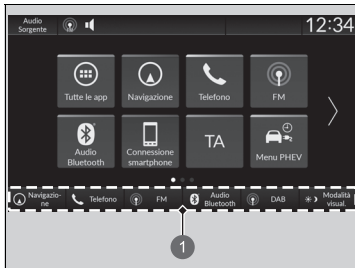 Audio
Sorgente
12:34
Tutte le app
Navigazione
Telefono
FM
Audio
Bluetooth
Connessione
smartphone
TA
Menu PHEV
Navigazio-
ne
Telefono
FM
Audio
Bluetooth
DAB
Modalità
visual.
1